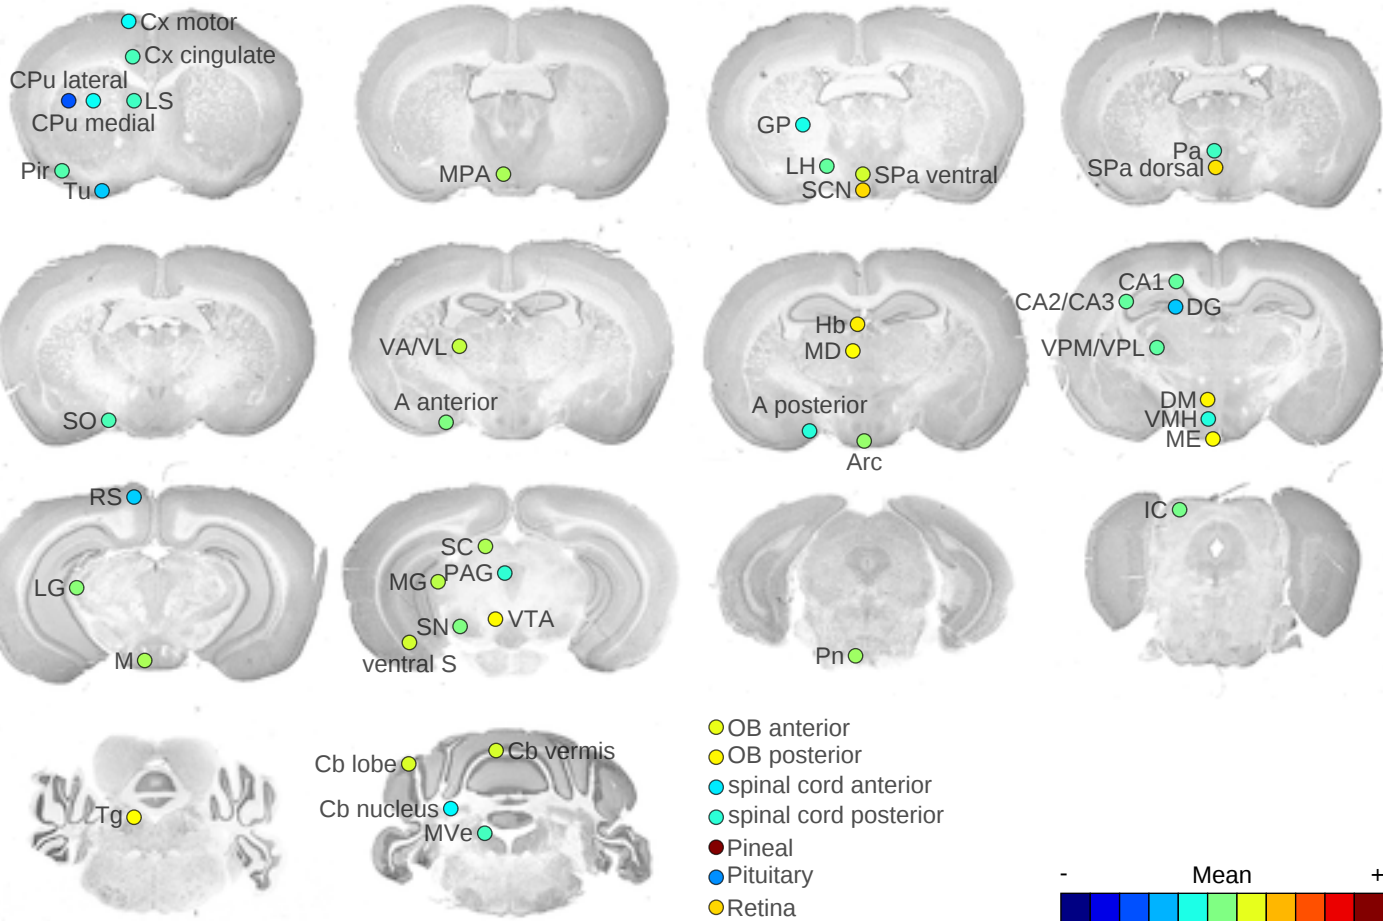 Cx motor
Cx cingulate
CPu lateral
LS
CPu medial
Pir
Tu
MPA
GP
LH
SPa ventral
SCN
Pa
SPa dorsal
SO
VA/VL
A anterior
Hb
MD
A posterior
Arc
CA1
CA2/CA3
DG
VPM/VPL
DM
VMH
ME
RS
LG
M
SC
MG
PAG
SN
VTA
ventral S
Pn
IC
Tg
Cb lobe
Cb vermis
Cb nucleus
MVe
OB anterior
OB posterior
spinal cord anterior
spinal cord posterior
Pineal
Pituitary
Retina
- Mean +